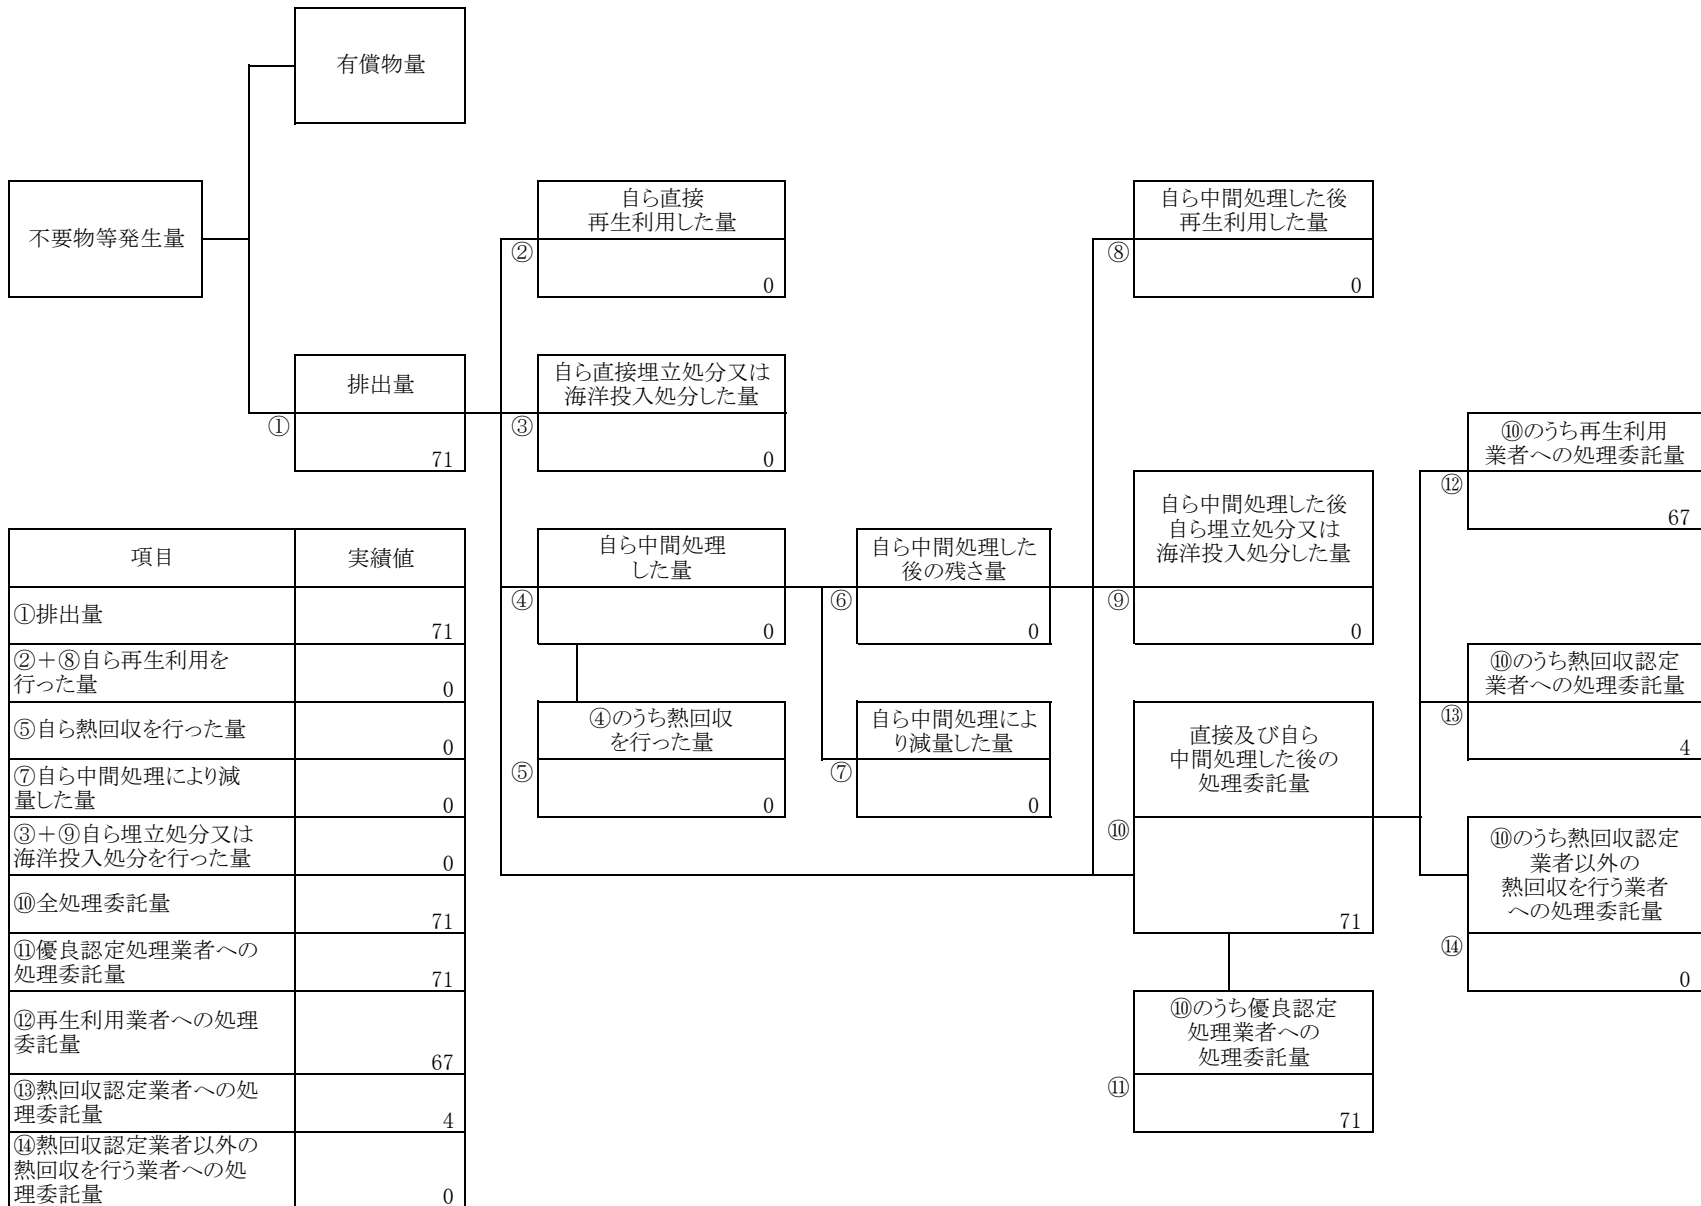 有償物量
不要物等発生量
自ら直接
再生利用した量
②
0
自ら中間処理した後
再生利用した量
⑧
0
排出量
①
71
自ら直接埋立処分又は
海洋投入処分した量
③
0
⑩のうち再生利用
業者への処理委託量
⑫
67
自ら中間処理
した量
④
0
自ら中間処理した
後の残さ量
⑥
0
自ら中間処理した後
自ら埋立処分又は
海洋投入処分した量
⑨
0
⑩のうち熱回収認定
業者への処理委託量
⑬
4
④のうち熱回収
を行った量
⑤
0
自ら中間処理によ
り減量した量
⑦
0
直接及び自ら
中間処理した後の
処理委託量
⑩
71
⑩のうち熱回収認定
業者以外の
熱回収を行う業者
への処理委託量
⑭
0
⑩のうち優良認定
処理業者への
処理委託量
⑪
71
項目 実績値
①排出量
71
②+⑧自ら再生利用を
行った量 0
⑤自ら熱回収を行った量
0
⑦自ら中間処理により減
量した量 0
③+⑨自ら埋立処分又は
海洋投入処分を行った量 0
⑩全処理委託量
71
⑪優良認定処理業者への
処理委託量 71
⑫再生利用業者への処理
委託量
67
⑬熱回収認定業者への処
理委託量 4
⑭熱回収認定業者以外の
熱回収を行う業者への処
理委託量 0